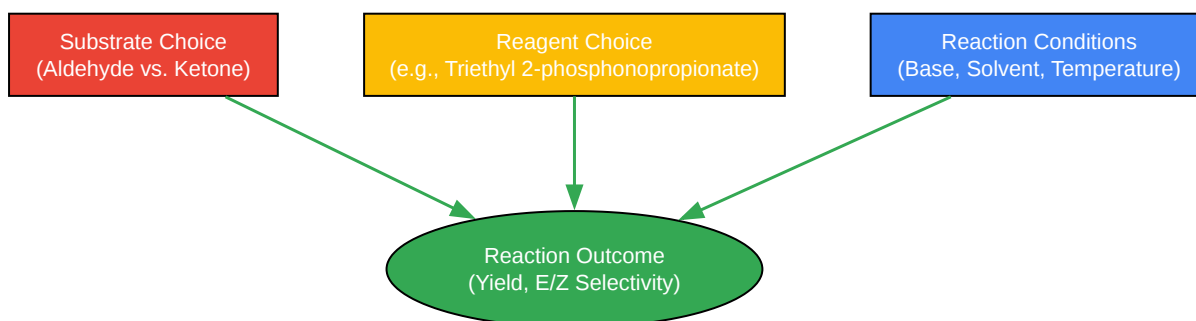 Substrate Choice
(Aldehyde vs. Ketone)
Reagent Choice
(e.g., Triethyl 2-phosphonopropionate)
Reaction Conditions
(Base, Solvent, Temperature)
Reaction Outcome
(Yield, E/Z Selectivity)